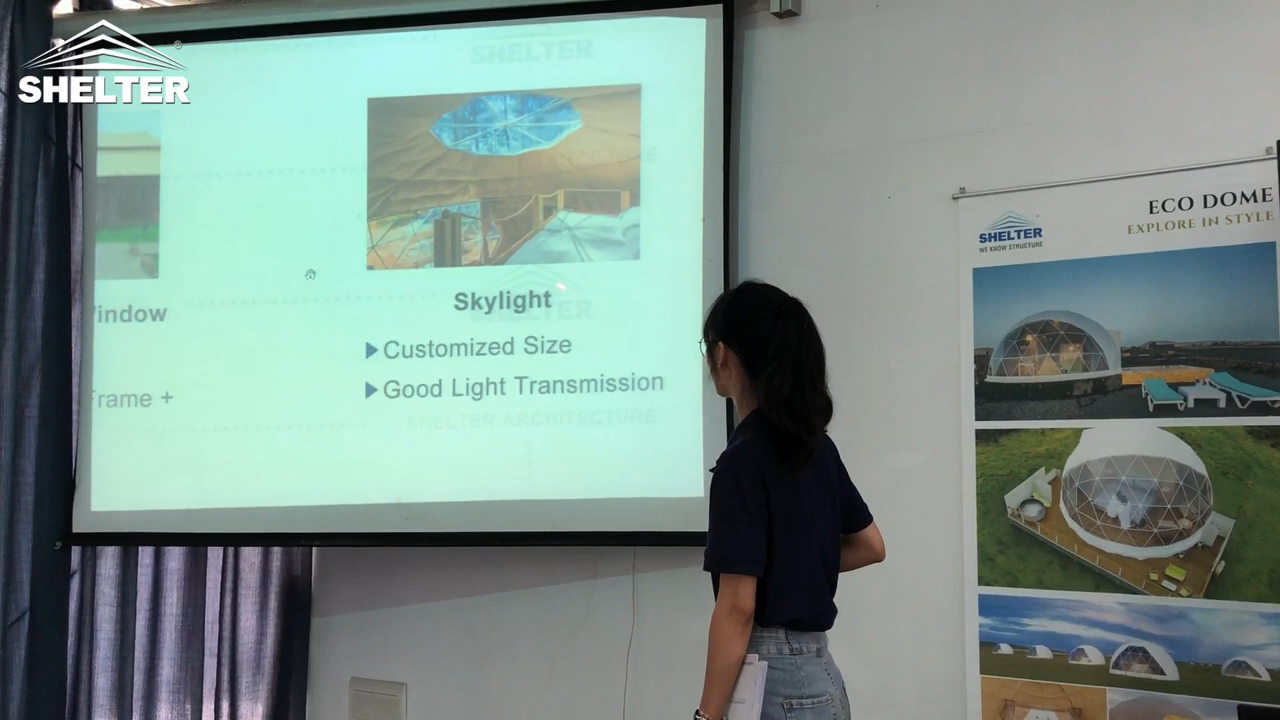 SHELTER
SHELTER
Skylight
Customized Size
Good Light Transmission
Frame +
SHELTER
SHELTER ARCHITECTURE
ECO DOME
EXPLORE IN STYLE
SHELTER
WE KNOW STRUCTURE